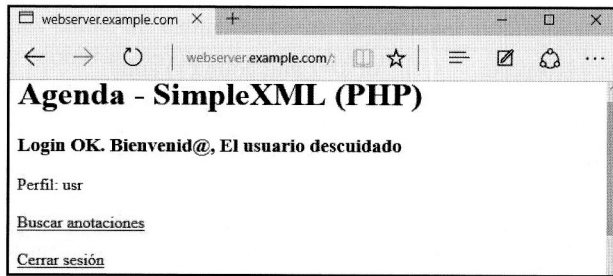 webserver.example.com
webserver.example.com/
Agenda - SimpleXML (PHP)
Login OK. Bienvenid@, El usuario descuidado
Perfil: usr
Buscar anotaciones
Cerrar sesión